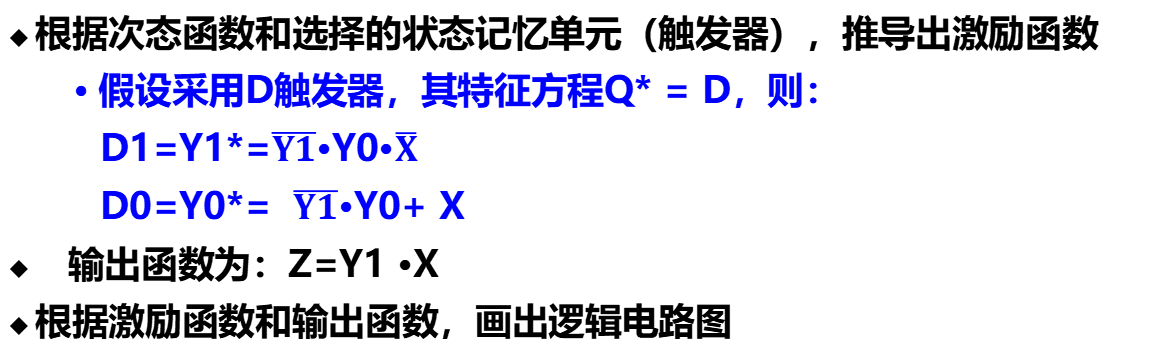 ◆根据次态函数和选择的状态记忆单元（触发器），推导出激励函数
• 假设采用D触发器，其特征方程Q* = D，则：
D1=Y1*=Y̅1̅•Y0•X̅
D0=Y0*= Y̅1̅•Y0+ X
◆ 输出函数为：Z=Y1 •X
◆根据激励函数和输出函数，画出逻辑电路图